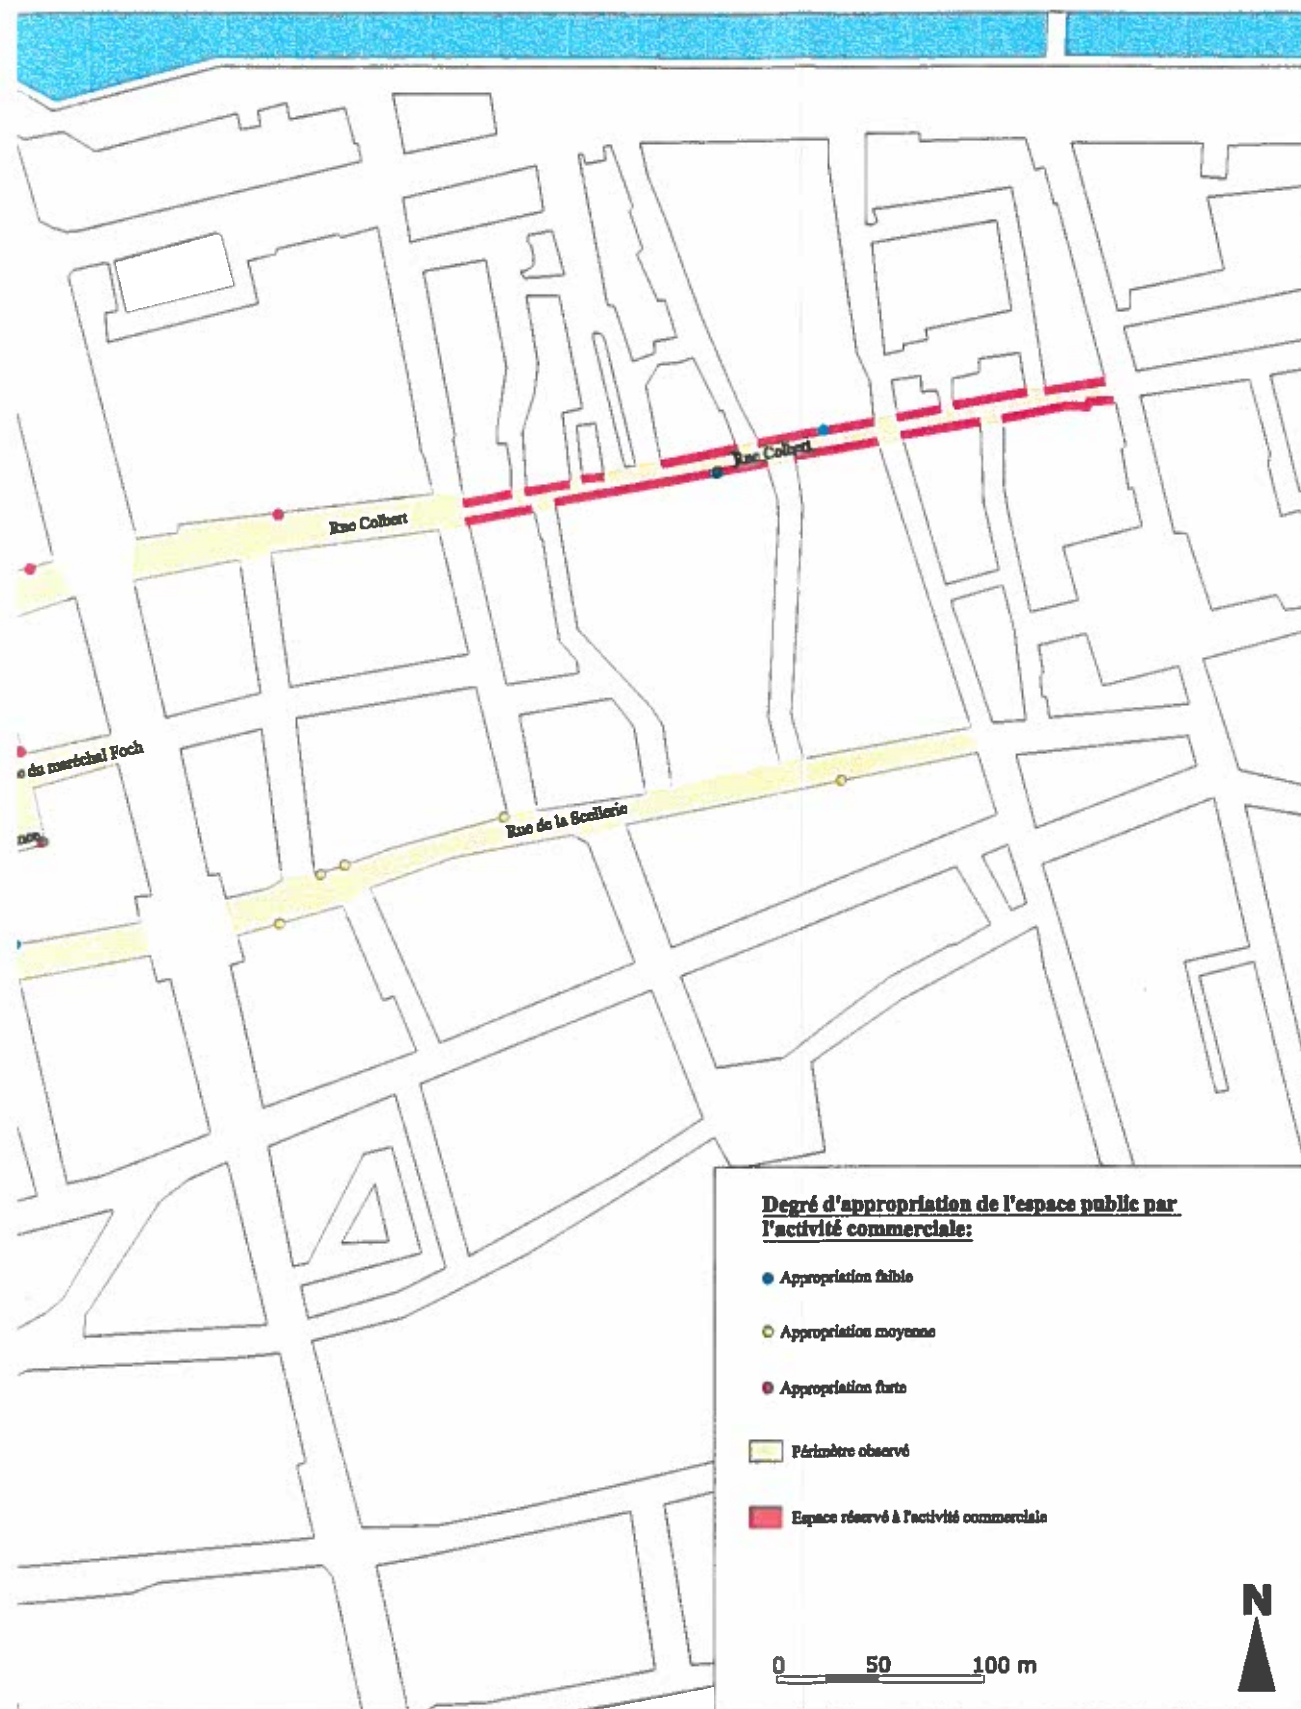 Rue Colbert
Rue Colbert
e du maréchal Foch
nce
Rue de la Scellerie
Degré d'appropriation de l'espace public par
l'activité commerciale:
Appropriation faible
Appropriation moyenne
Appropriation forte
Périmètre observé
Espace réservé à l'activité commerciale
N
0 50 100 m